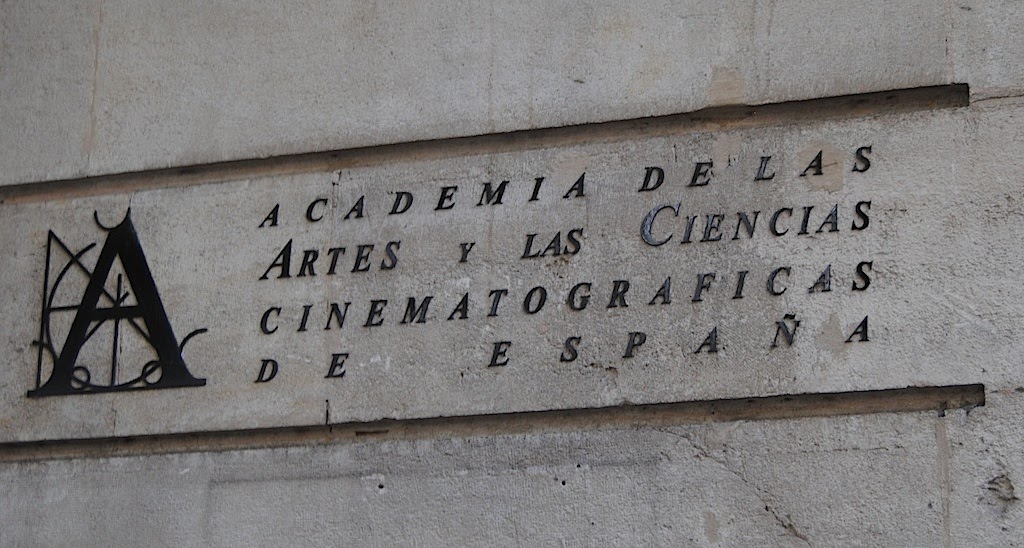 ACADEMIA DE LAS
ARTES Y LAS CIENCIAS
CINEMATOGRAFICAS
DE ESPAÑA